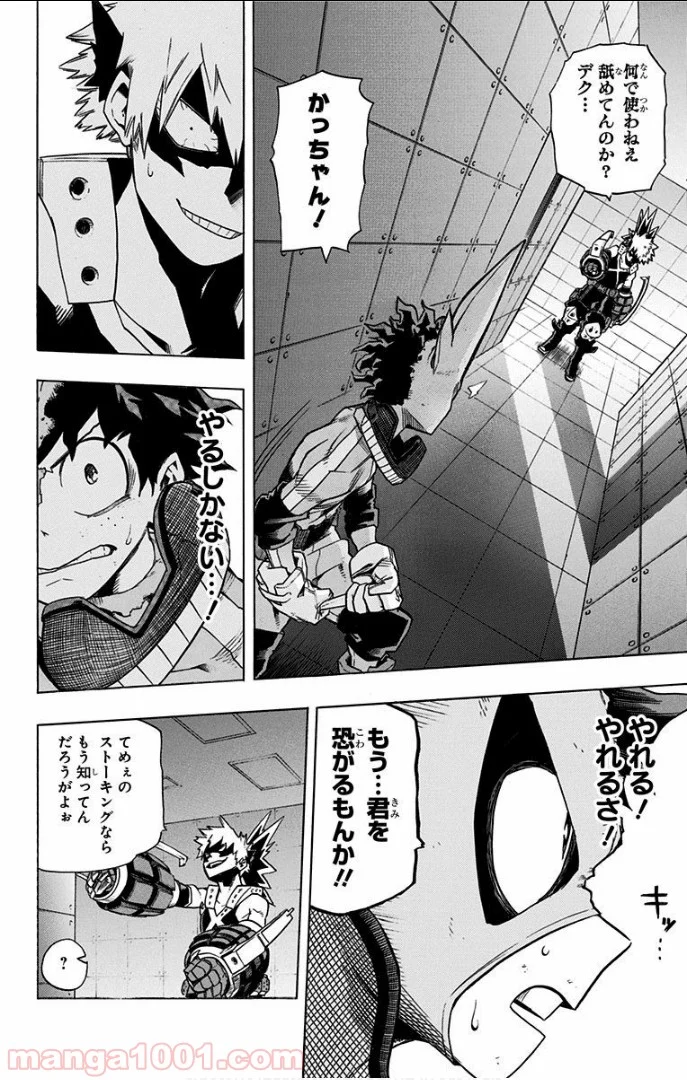 何で使わねえ
舐めてんのか？
デク…
かっちゃん！
やるしかない…！
やれる！
やれるさ！
もう…君を
恐がるもんか!!
キッ…
てめぇの
ストーキングなら
もう知ってん
だろうがよぉ
？
manga1001.com